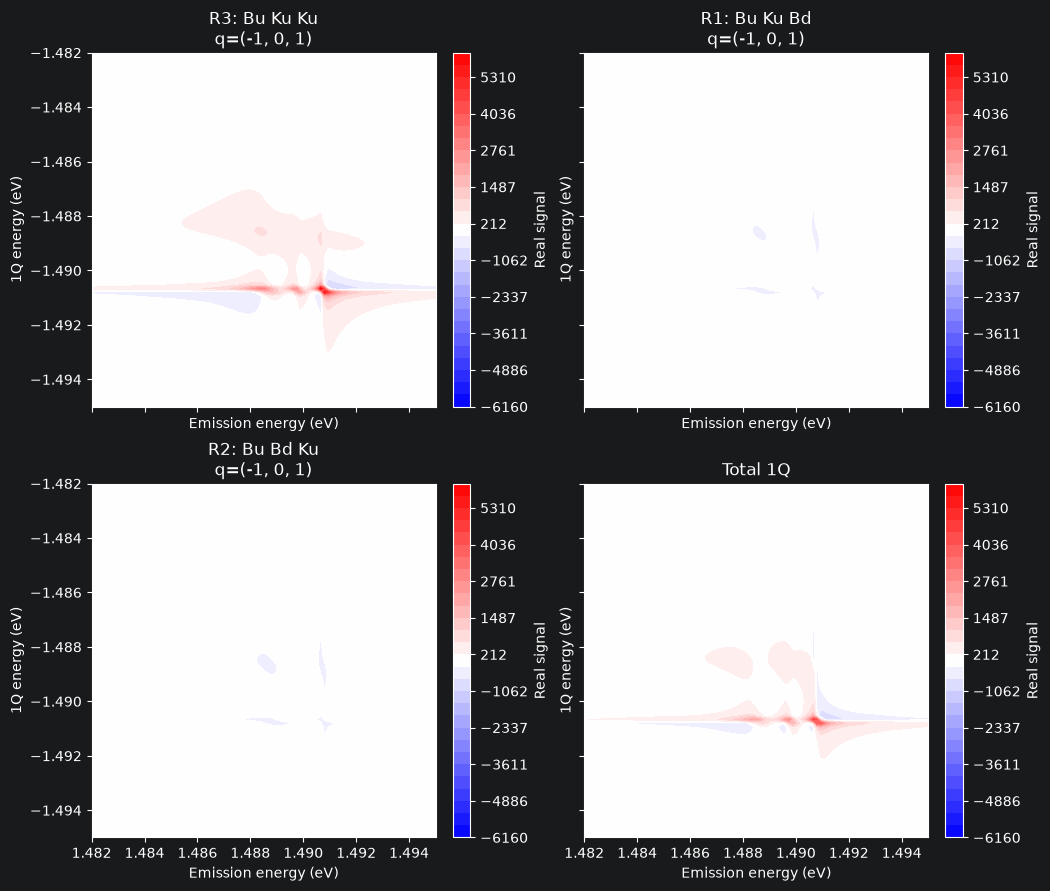 R3: Bu Ku Ku
q=(-1, 0, 1)
R1: Bu Ku Bd
q=(-1, 0, 1)
−1.482
−1.484
−1.486
−1.488
−1.490
−1.492
−1.494
1Q energy (eV)
Emission energy (eV)
5310
4036
2761
1487
212
−1062
−2337
−3611
−4886
−6160
Real signal
1Q energy (eV)
Emission energy (eV)
5310
4036
2761
1487
212
−1062
−2337
−3611
−4886
−6160
Real signal
R2: Bu Bd Ku
q=(-1, 0, 1)
Total 1Q
−1.482
−1.484
−1.486
−1.488
−1.490
−1.492
−1.494
1Q energy (eV)
1.482 1.484 1.486 1.488 1.490 1.492 1.494
Emission energy (eV)
5310
4036
2761
1487
212
−1062
−2337
−3611
−4886
−6160
Real signal
1Q energy (eV)
1.482 1.484 1.486 1.488 1.490 1.492 1.494
Emission energy (eV)
5310
4036
2761
1487
212
−1062
−2337
−3611
−4886
−6160
Real signal